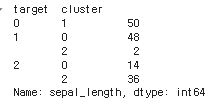 target  cluster
0       1          50
1       0          48
        2           2
2       0          14
        2          36
Name: sepal_length, dtype: int64